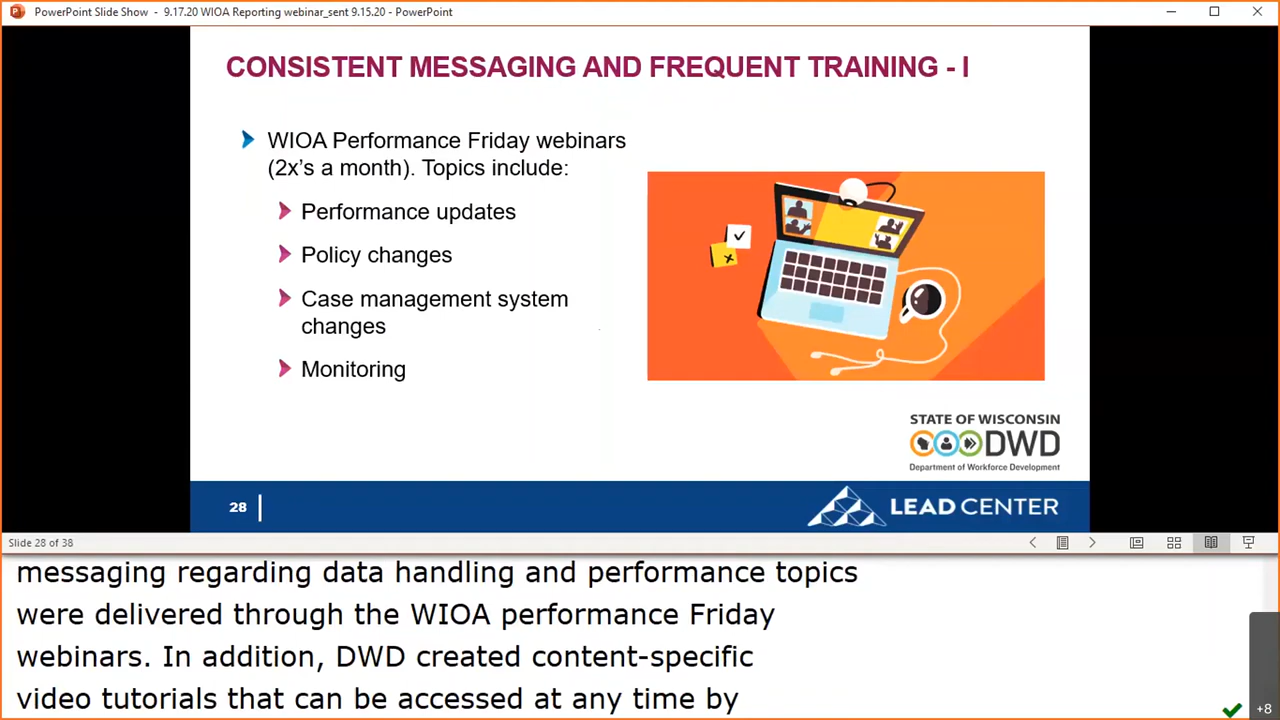 PowerPoint Slide Show - 9.17.20 WIOA Reporting webinar_sent 9.15.20 - PowerPoint
CONSISTENT MESSAGING AND FREQUENT TRAINING - I
WIOA Performance Friday webinars
(2x's a month). Topics include:
Performance updates
Policy changes
Case management system
changes
Monitoring
STATE OF WISCONSIN
DWD
Department of Workforce Development
28
LEAD CENTER
Slide 28 of 38
messaging regarding data handling and performance topics
were delivered through the WIOA performance Friday
webinars. In addition, DWD created content-specific
video tutorials that can be accessed at any time by
+8